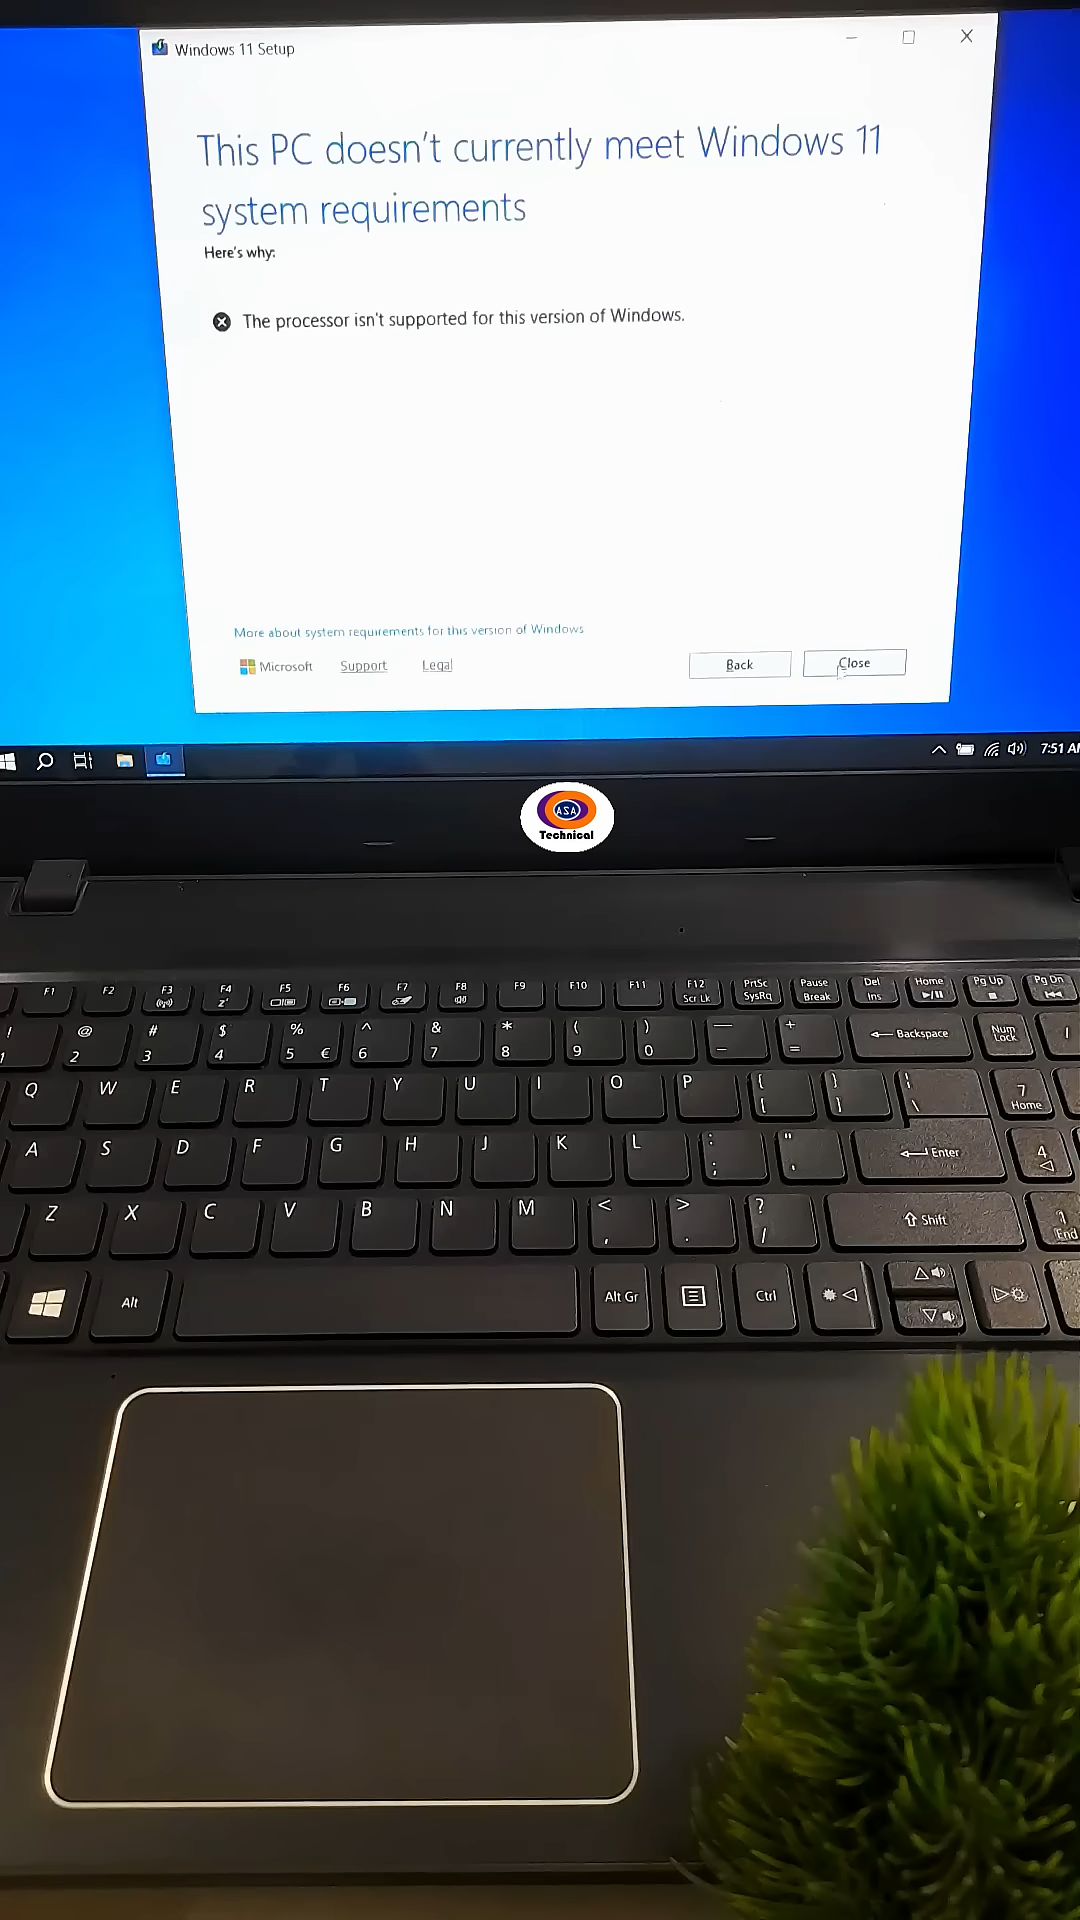 Windows 11 Setup
This PC doesn't currently meet Windows 11
system requirements
Here's why:
The processor isn't supported for this version of Windows.
More about system requirements for this version of Windows
Microsoft Support Legal Back Close
7:51 AM
ASA
Technical
F1 F2 F3 F4 F5 F6 F7 F8 F9 F10 F11 F12 PrtSc Pause Del Home Pg Up Pg Dn
z Scr Lk SysRq Break Ins
! @ # $ % ^ & * ( ) — + Backspace Num
1 2 3 4 5 € 6 7 8 9 0 - = Lock /
Q W E R T Y U I O P { } ¦ 7
[ ] \ Home
A S D F G H J K L : " Enter 4
; '
Z X C V B N M < > ? Shift 1
, . / End
Alt Alt Gr Ctrl